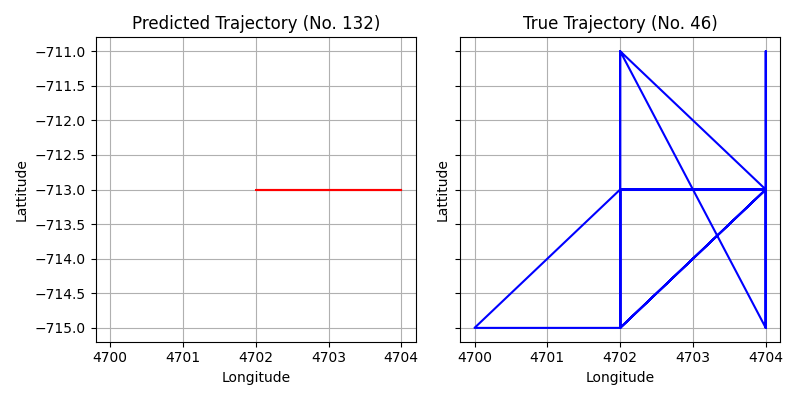 Predicted Trajectory (No. 132)
Lattitude
−711.0
−711.5
−712.0
−712.5
−713.0
−713.5
−714.0
−714.5
−715.0
4700 4701 4702 4703 4704
Longitude
True Trajectory (No. 46)
Lattitude
4700 4701 4702 4703 4704
Longitude